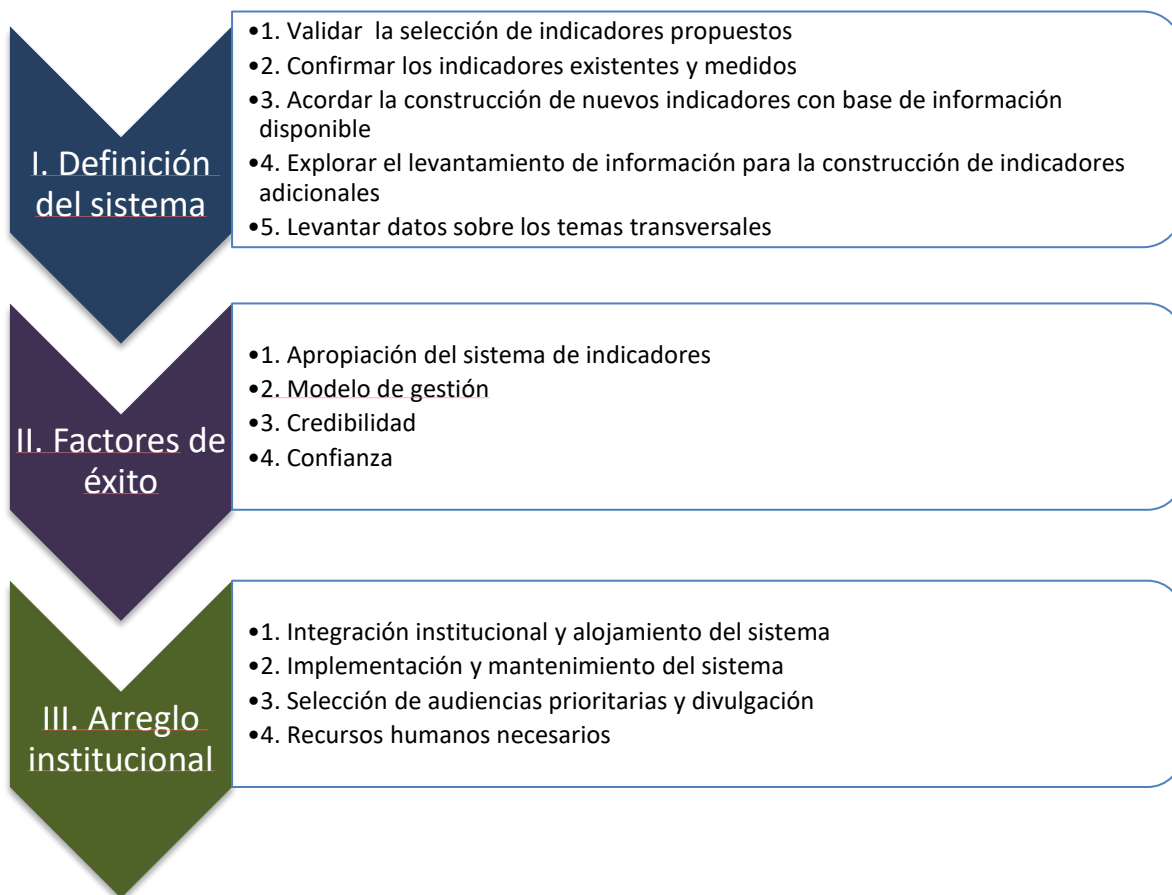 I. Definición
del sistema
•1. Validar  la selección de indicadores propuestos
•2. Confirmar los indicadores existentes y medidos
•3. Acordar la construcción de nuevos indicadores con base de información
disponible
•4. Explorar el levantamiento de información para la construcción de indicadores
adicionales
•5. Levantar datos sobre los temas transversales
II. Factores de
éxito
•1. Apropiación del sistema de indicadores
•2. Modelo de gestión
•3. Credibilidad
•4. Confianza
III. Arreglo
institucional
•1. Integración institucional y alojamiento del sistema
•2. Implementación y mantenimiento del sistema
•3. Selección de audiencias prioritarias y divulgación
•4. Recursos humanos necesarios